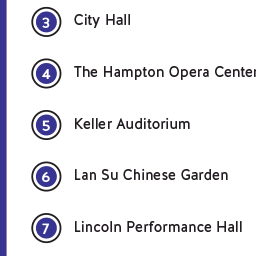 3 City Hall
4 The Hampton Opera Center
5 Keller Auditorium
6 Lan Su Chinese Garden
7 Lincoln Performance Hall